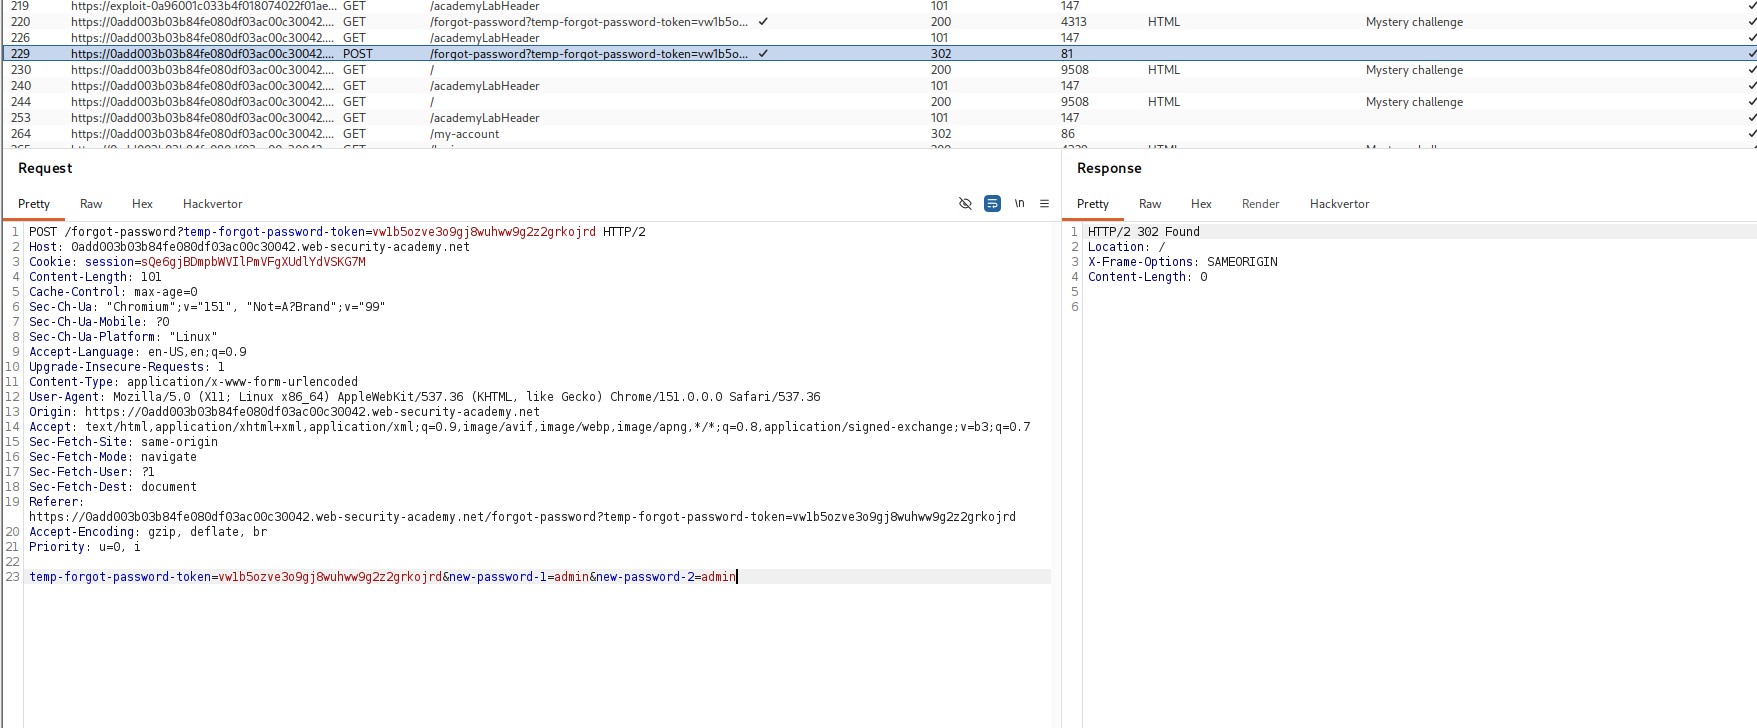 219 https://exploit-0a96001c033b4f018074022f01ae... GET /academyLabHeader 101 147
220 https://0add003b03b84fe080df03ac00c30042.... GET /forgot-password?temp-forgot-password-token=vw1b5o... ✓ 200 4313 HTML Mystery challenge
226 https://0add003b03b84fe080df03ac00c30042.... GET /academyLabHeader 101 147
229 https://0add003b03b84fe080df03ac00c30042.... POST /forgot-password?temp-forgot-password-token=vw1b5o... ✓ 302 81
230 https://0add003b03b84fe080df03ac00c30042.... GET / 200 9508 HTML Mystery challenge
240 https://0add003b03b84fe080df03ac00c30042.... GET /academyLabHeader 101 147
244 https://0add003b03b84fe080df03ac00c30042.... GET / 200 9508 HTML Mystery challenge
253 https://0add003b03b84fe080df03ac00c30042.... GET /academyLabHeader 101 147
264 https://0add003b03b84fe080df03ac00c30042.... GET /my-account 302 86
Request
Pretty Raw Hex Hackvertor \n
1 POST /forgot-password?temp-forgot-password-token=vw1b5ozve3o9gj8wuhww9g2z2grkojrd HTTP/2
2 Host: 0add003b03b84fe080df03ac00c30042.web-security-academy.net
3 Cookie: session=sQe6gjBDmpbWVIlPmVFgXUdlYdVSKG7M
4 Content-Length: 101
5 Cache-Control: max-age=0
6 Sec-Ch-Ua: "Chromium";v="151", "Not=A?Brand";v="99"
7 Sec-Ch-Ua-Mobile: ?0
8 Sec-Ch-Ua-Platform: "Linux"
9 Accept-Language: en-US,en;q=0.9
10 Upgrade-Insecure-Requests: 1
11 Content-Type: application/x-www-form-urlencoded
12 User-Agent: Mozilla/5.0 (X11; Linux x86_64) AppleWebKit/537.36 (KHTML, like Gecko) Chrome/151.0.0.0 Safari/537.36
13 Origin: https://0add003b03b84fe080df03ac00c30042.web-security-academy.net
14 Accept: text/html,application/xhtml+xml,application/xml;q=0.9,image/avif,image/webp,image/apng,*/*;q=0.8,application/signed-exchange;v=b3;q=0.7
15 Sec-Fetch-Site: same-origin
16 Sec-Fetch-Mode: navigate
17 Sec-Fetch-User: ?1
18 Sec-Fetch-Dest: document
19 Referer:
https://0add003b03b84fe080df03ac00c30042.web-security-academy.net/forgot-password?temp-forgot-password-token=vw1b5ozve3o9gj8wuhww9g2z2grkojrd
20 Accept-Encoding: gzip, deflate, br
21 Priority: u=0, i
22
23 temp-forgot-password-token=vw1b5ozve3o9gj8wuhww9g2z2grkojrd&new-password-1=admin&new-password-2=admin
Response
Pretty Raw Hex Render Hackvertor
1 HTTP/2 302 Found
2 Location: /
3 X-Frame-Options: SAMEORIGIN
4 Content-Length: 0
5
6